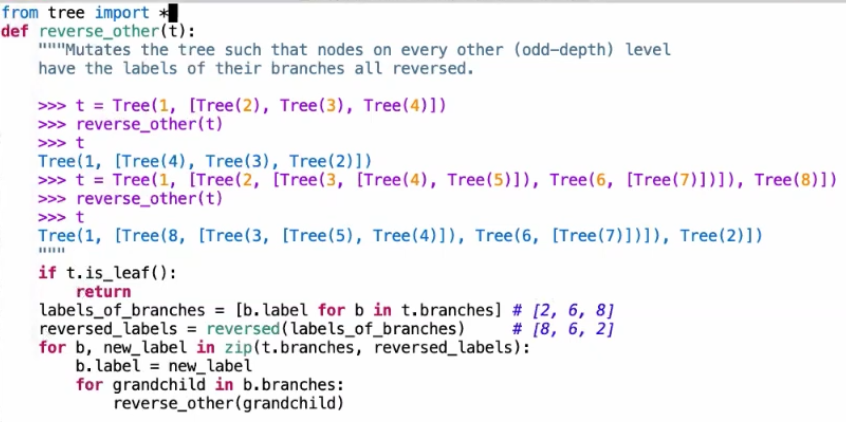 from tree import *
def reverse_other(t):
    """Mutates the tree such that nodes on every other (odd-depth) level
    have the labels of their branches all reversed.

    >>> t = Tree(1, [Tree(2), Tree(3), Tree(4)])
    >>> reverse_other(t)
    >>> t
    Tree(1, [Tree(4), Tree(3), Tree(2)])
    >>> t = Tree(1, [Tree(2, [Tree(3, [Tree(4), Tree(5)]), Tree(6, [Tree(7)])]), Tree(8)])
    >>> reverse_other(t)
    >>> t
    Tree(1, [Tree(8, [Tree(3, [Tree(5), Tree(4)]), Tree(6, [Tree(7)])]), Tree(2)])
    """
    if t.is_leaf():
        return
    labels_of_branches = [b.label for b in t.branches] # [2, 6, 8]
    reversed_labels = reversed(labels_of_branches)     # [8, 6, 2]
    for b, new_label in zip(t.branches, reversed_labels):
        b.label = new_label
        for grandchild in b.branches:
            reverse_other(grandchild)